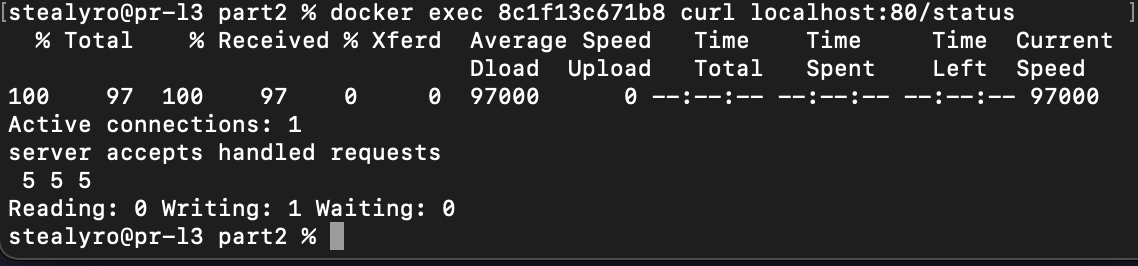 [stealyro@pr-l3 part2 % docker exec 8c1f13c671b8 curl localhost:80/status ]
% Total % Received % Xferd Average Speed Time Time Time Current
Dload Upload Total Spent Left Speed
100 97 100 97 0 0 97000 0 --:--:-- --:--:-- --:--:-- 97000
Active connections: 1
server accepts handled requests
5 5 5
Reading: 0 Writing: 1 Waiting: 0
stealyro@pr-l3 part2 %